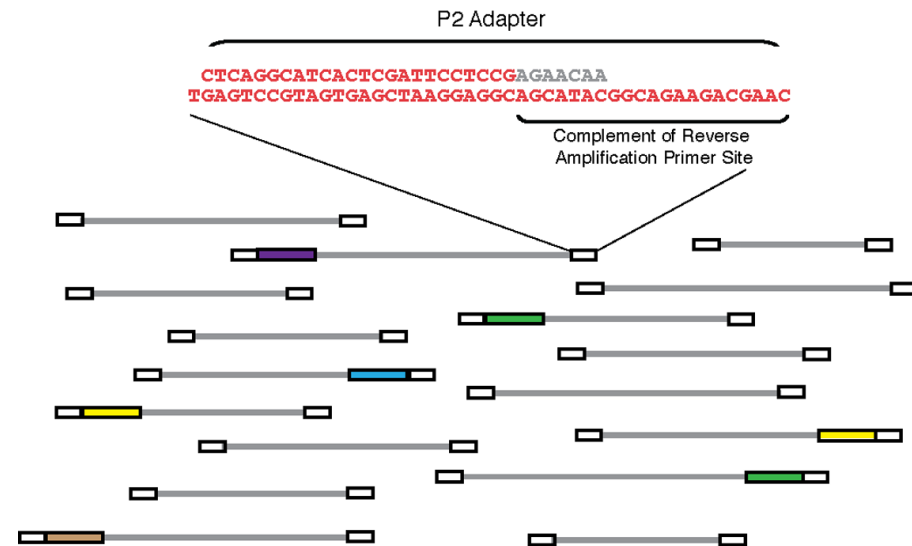 P2 Adapter
CTCAGGCATCACTCGATTCCTCCGAGAACAA
TGAGTCCGTAGTGAGCTAAGGAGGCAGCATACGGCAGAAGACGAAC
Complement of Reverse
Amplification Primer Site